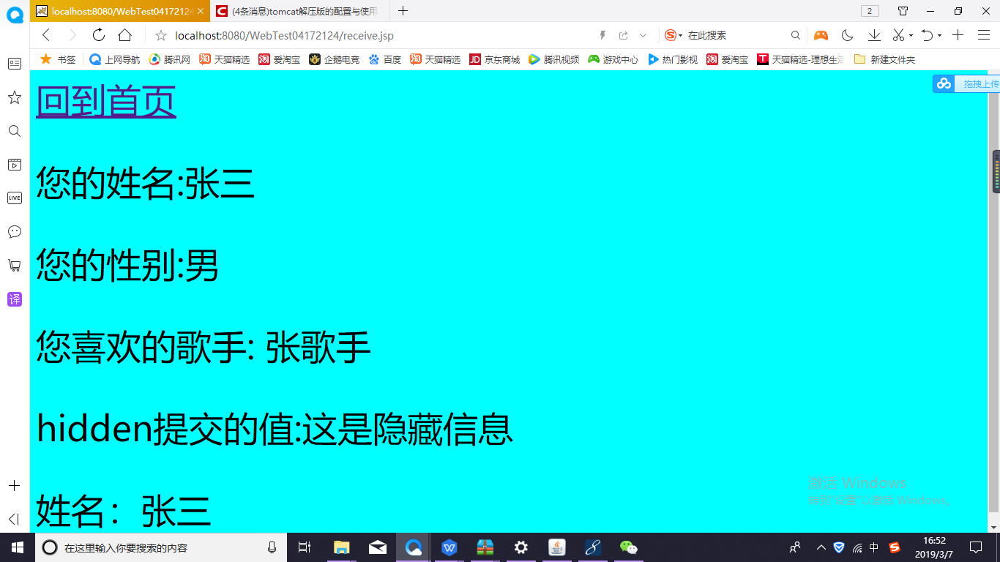 localhost:8080/WebTest04172124
(4条消息)tomcat解压版的配置与使用
2
localhost:8080/WebTest04172124/receive.jsp
在此搜索
书签
上网导航
腾讯网
天猫精选
爱淘宝
企鹅电竞
百度
天猫精选
京东商城
腾讯视频
游戏中心
热门影视
爱淘宝
天猫精选-理想生活
新建文件夹
拖拽上传
LIVE
译
回到首页
您的姓名:张三
您的性别:男
您喜欢的歌手: 张歌手
hidden提交的值:这是隐藏信息
姓名：张三
激活 Windows
转到"设置"以激活 Windows。
在这里输入你要搜索的内容
中
16:52
2019/3/7